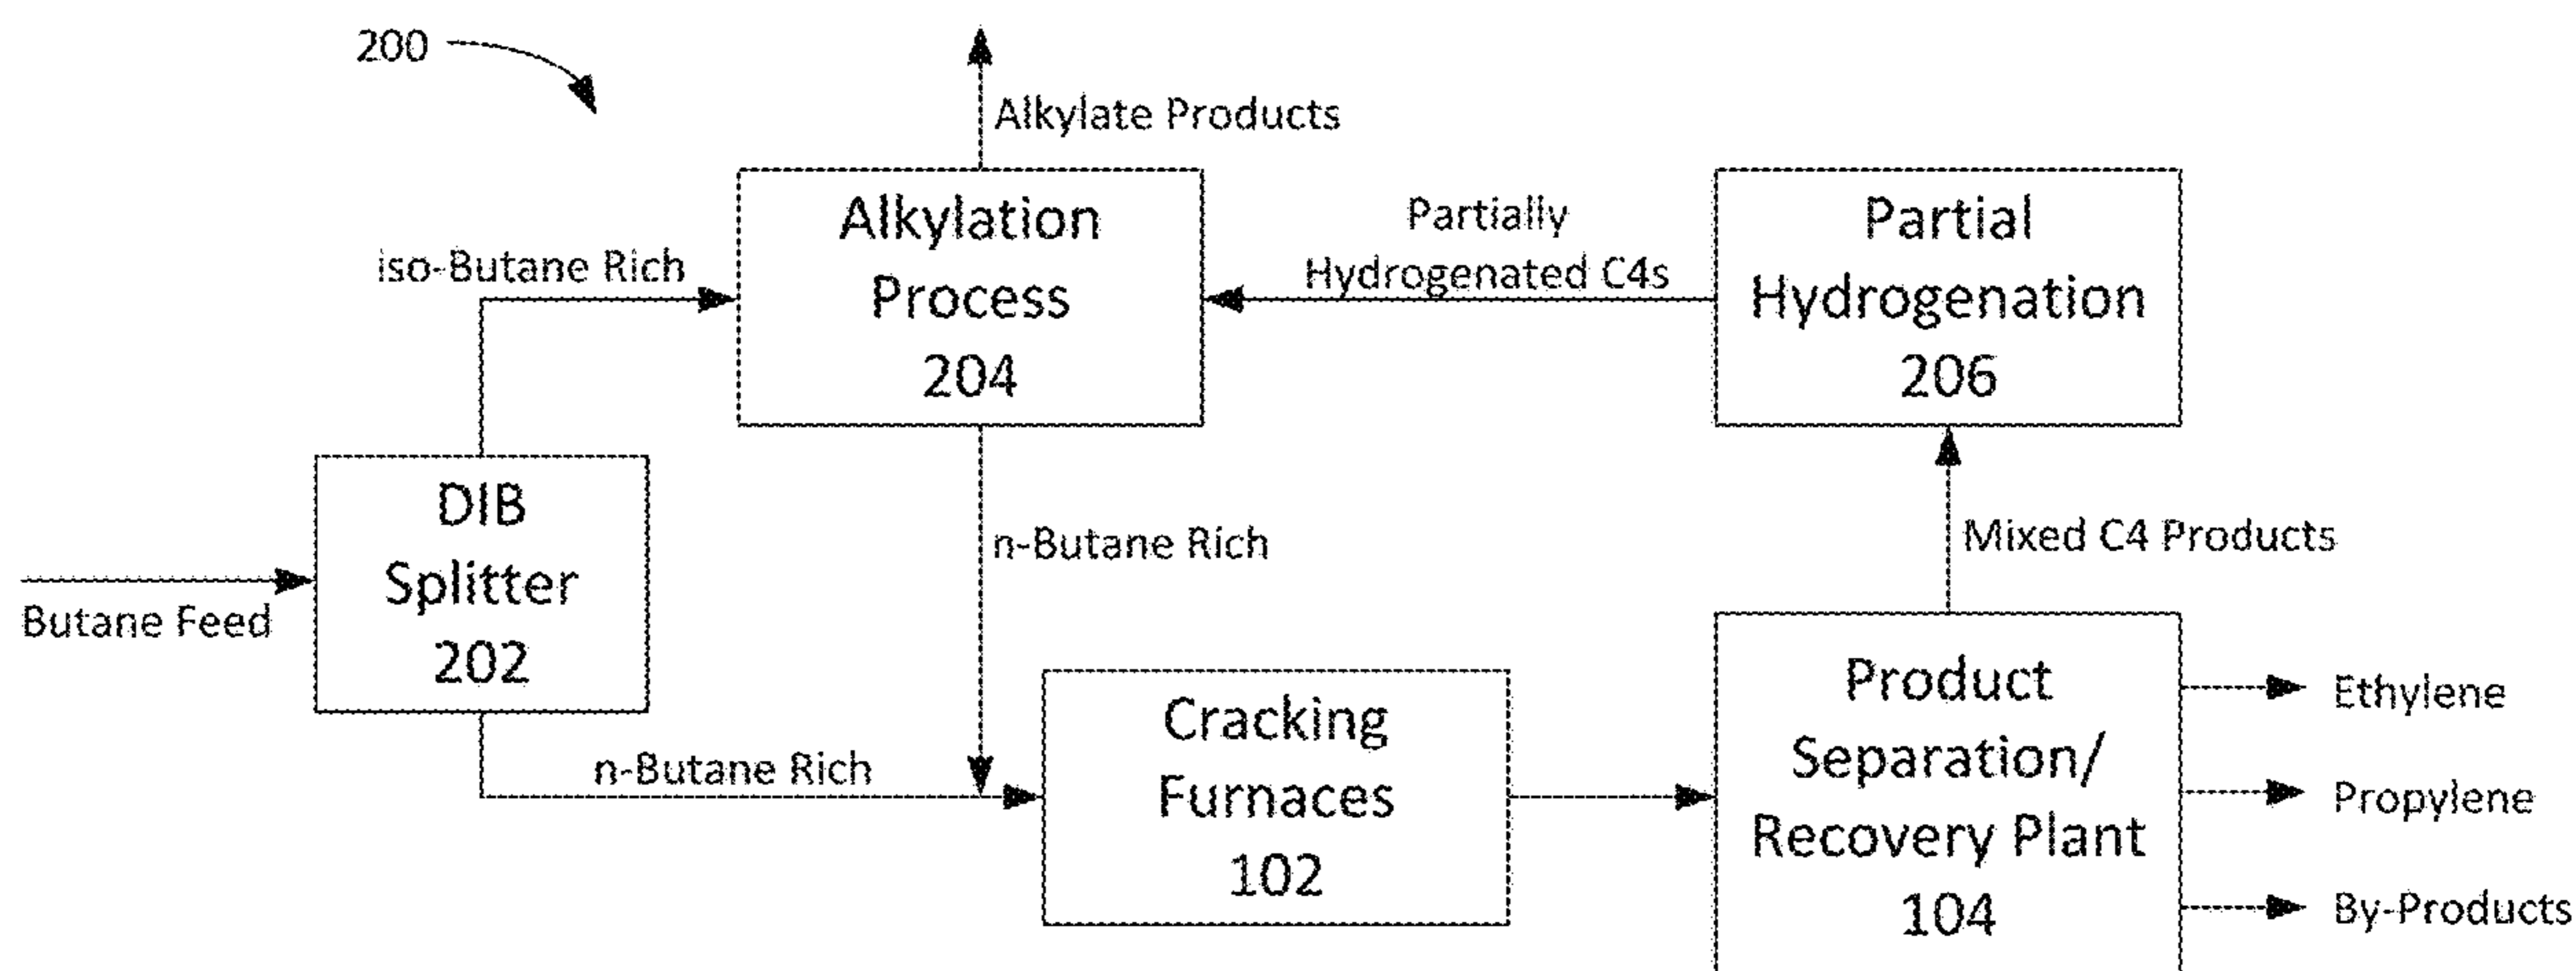 200
Alkylate Products
Alkylation
Process
204
Partially
Hydrogenated C4s
Partial
Hydrogenation
206
iso-Butane Rich
DIB
Splitter
202
Butane Feed
n-Butane Rich
Mixed C4 Products
n-Butane Rich
Cracking
Furnaces
102
Product
Separation/
Recovery Plant
104
Ethylene
Propylene
By-Products